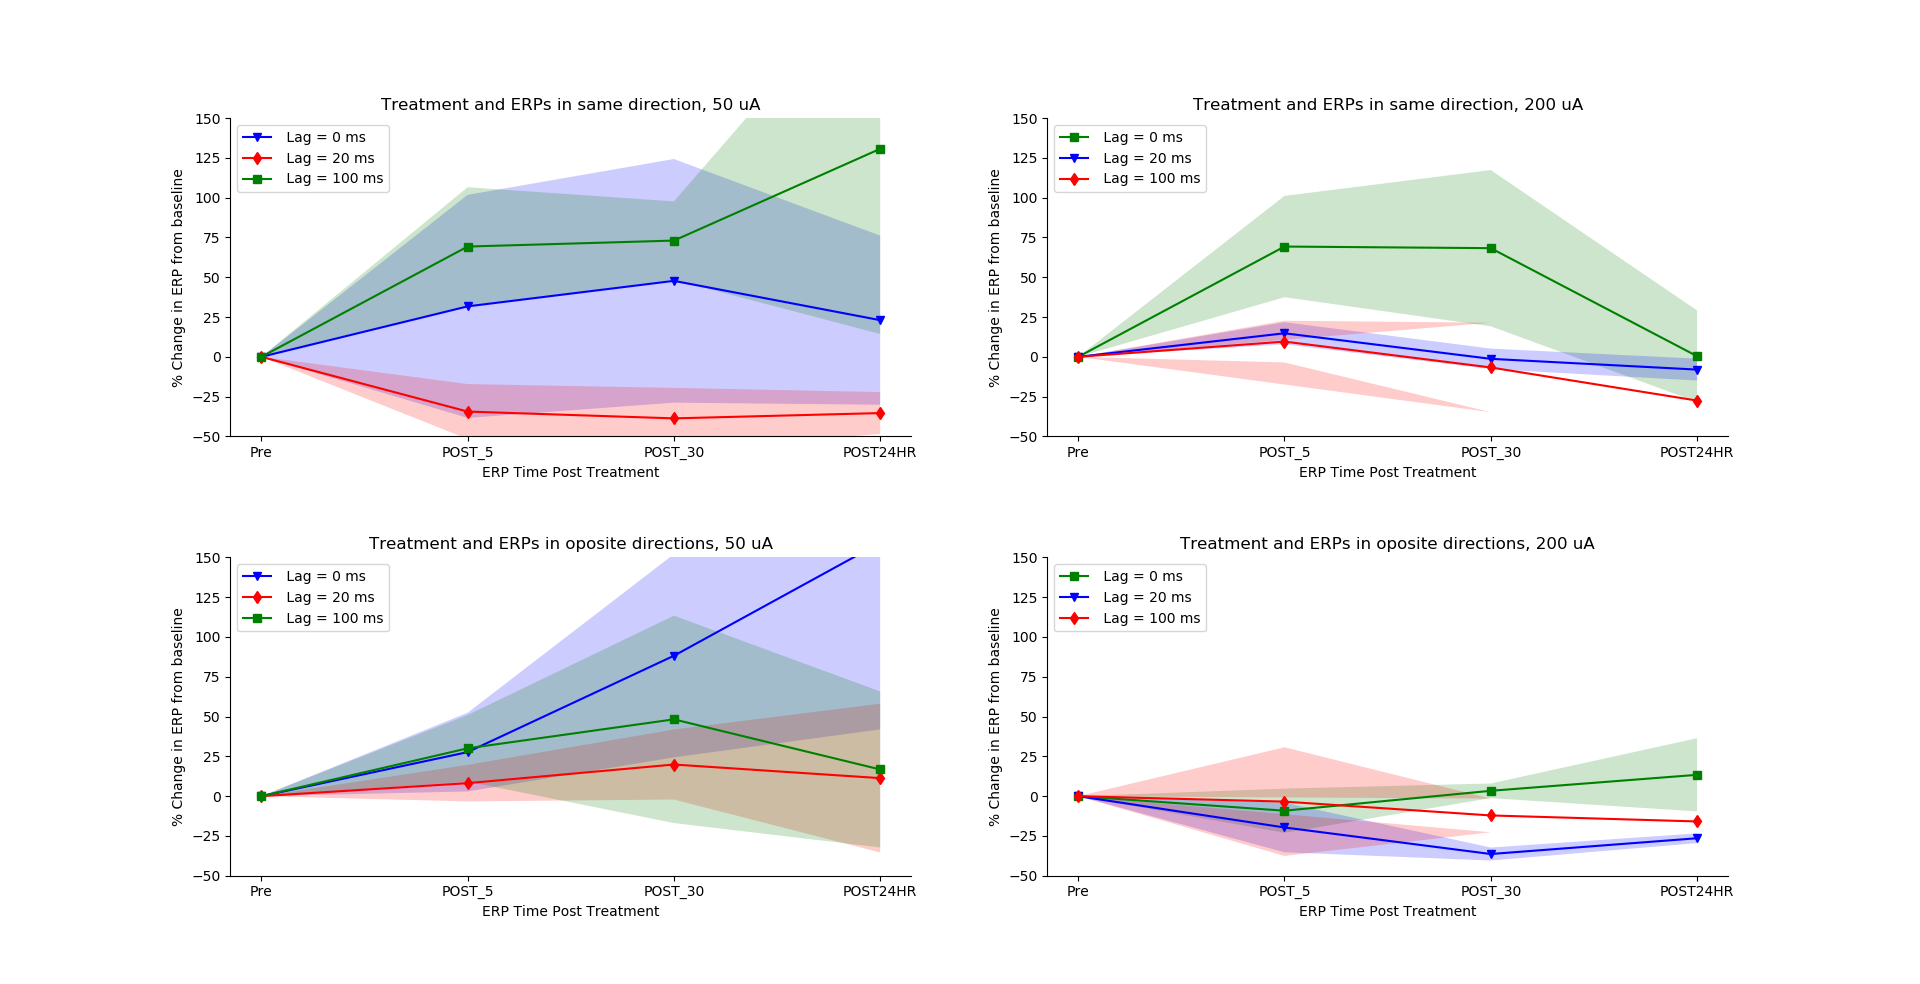 Treatment and ERPs in same direction, 50 uA
150
125
100
75
50
25
0
−25
−50
% Change in ERP from baseline
Lag = 0 ms
Lag = 20 ms
Lag = 100 ms
Pre
POST_5
POST_30
POST24HR
ERP Time Post Treatment
Treatment and ERPs in same direction, 200 uA
150
125
100
75
50
25
0
−25
−50
% Change in ERP from baseline
Lag = 0 ms
Lag = 20 ms
Lag = 100 ms
Pre
POST_5
POST_30
POST24HR
ERP Time Post Treatment
Treatment and ERPs in oposite directions, 50 uA
150
125
100
75
50
25
0
−25
−50
% Change in ERP from baseline
Lag = 0 ms
Lag = 20 ms
Lag = 100 ms
Pre
POST_5
POST_30
POST24HR
ERP Time Post Treatment
Treatment and ERPs in oposite directions, 200 uA
150
125
100
75
50
25
0
−25
−50
% Change in ERP from baseline
Lag = 0 ms
Lag = 20 ms
Lag = 100 ms
Pre
POST_5
POST_30
POST24HR
ERP Time Post Treatment